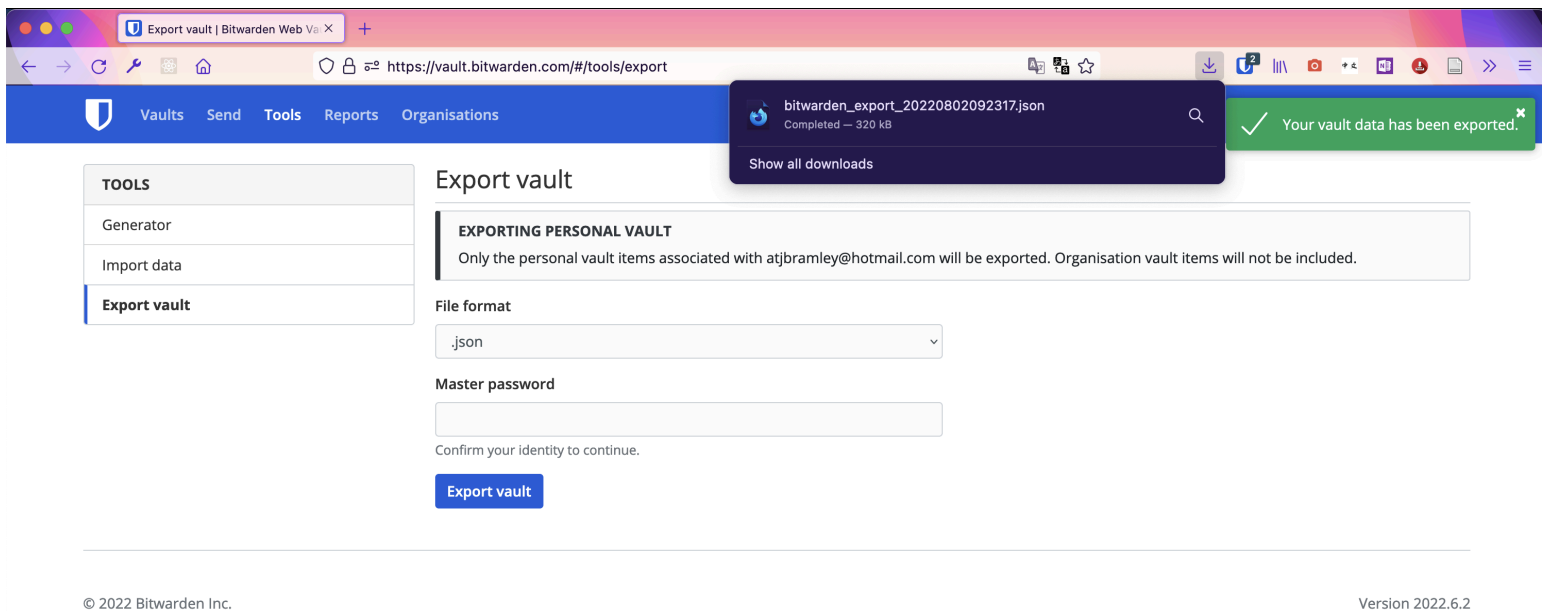 Export vault | Bitwarden Web Va
https://vault.bitwarden.com/#/tools/export
2
Vaults Send Tools Reports Organisations
bitwarden_export_20220802092317.json
Completed — 320 kB
Show all downloads
Your vault data has been exported.
TOOLS
Generator
Import data
Export vault
Export vault
EXPORTING PERSONAL VAULT
Only the personal vault items associated with atjbramley@hotmail.com will be exported. Organisation vault items will not be included.
File format
.json
Master password
Confirm your identity to continue.
Export vault
© 2022 Bitwarden Inc.
Version 2022.6.2